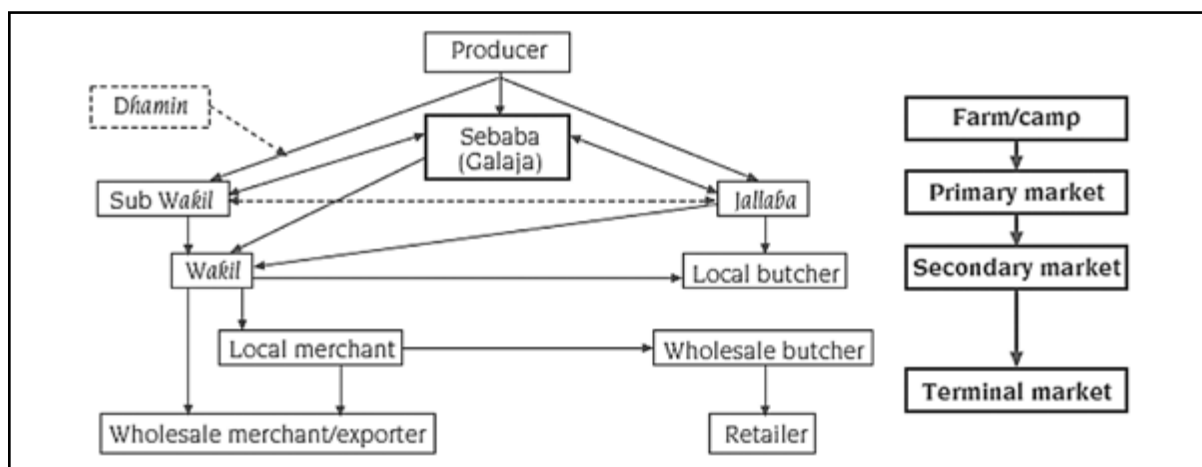 Producer
Dhamin
Sebaba
(Galaja)
Sub Wakil
Jallaba
Wakil
Local butcher
Local merchant
Wholesale butcher
Wholesale merchant/exporter
Retailer
Farm/camp
Primary market
Secondary market
Terminal market